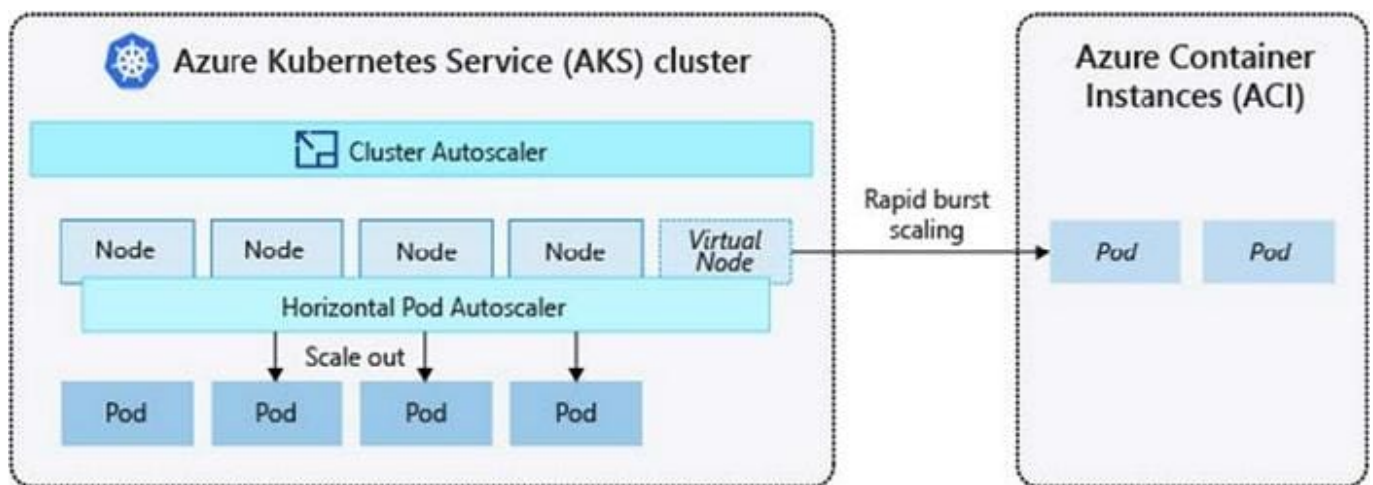 Azure Kubernetes Service (AKS) cluster
Cluster Autoscaler
Node
Node
Node
Node
Virtual
Node
Horizontal Pod Autoscaler
Scale out
Pod
Pod
Pod
Pod
Rapid burst
scaling
Azure Container
Instances (ACI)
Pod
Pod